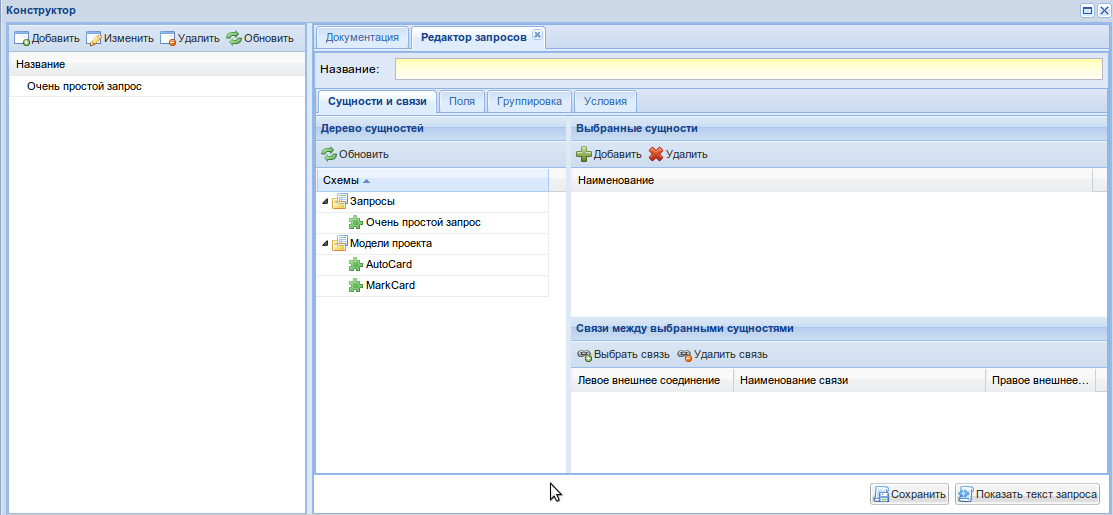 Конструктор
Добавить Изменить Удалить Обновить
Название
Очень простой запрос
Документация Редактор запросов
Название:
Сущности и связи Поля Группировка Условия
Дерево сущностей
Обновить
Схемы
Запросы
Очень простой запрос
Модели проекта
AutoCard
MarkCard
Выбранные сущности
Добавить Удалить
Наименование
Связи между выбранными сущностями
Выбрать связь Удалить связь
Левое внешнее соединение Наименование связи Правое внешнее...
Сохранить Показать текст запроса